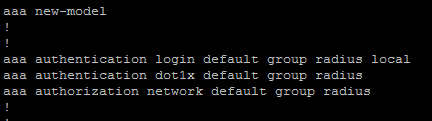 aaa new-model
!
!
aaa authentication login default group radius local
aaa authentication dot1x default group radius
aaa authorization network default group radius
!
!